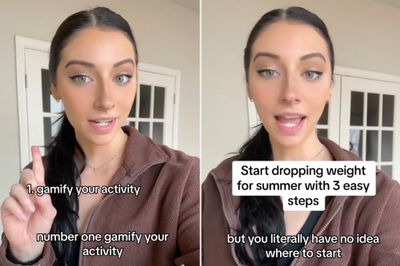 1. gamify your activity
number one gamify your
activity
Start dropping weight
for summer with 3 easy
steps
but you literally have no idea
where to start